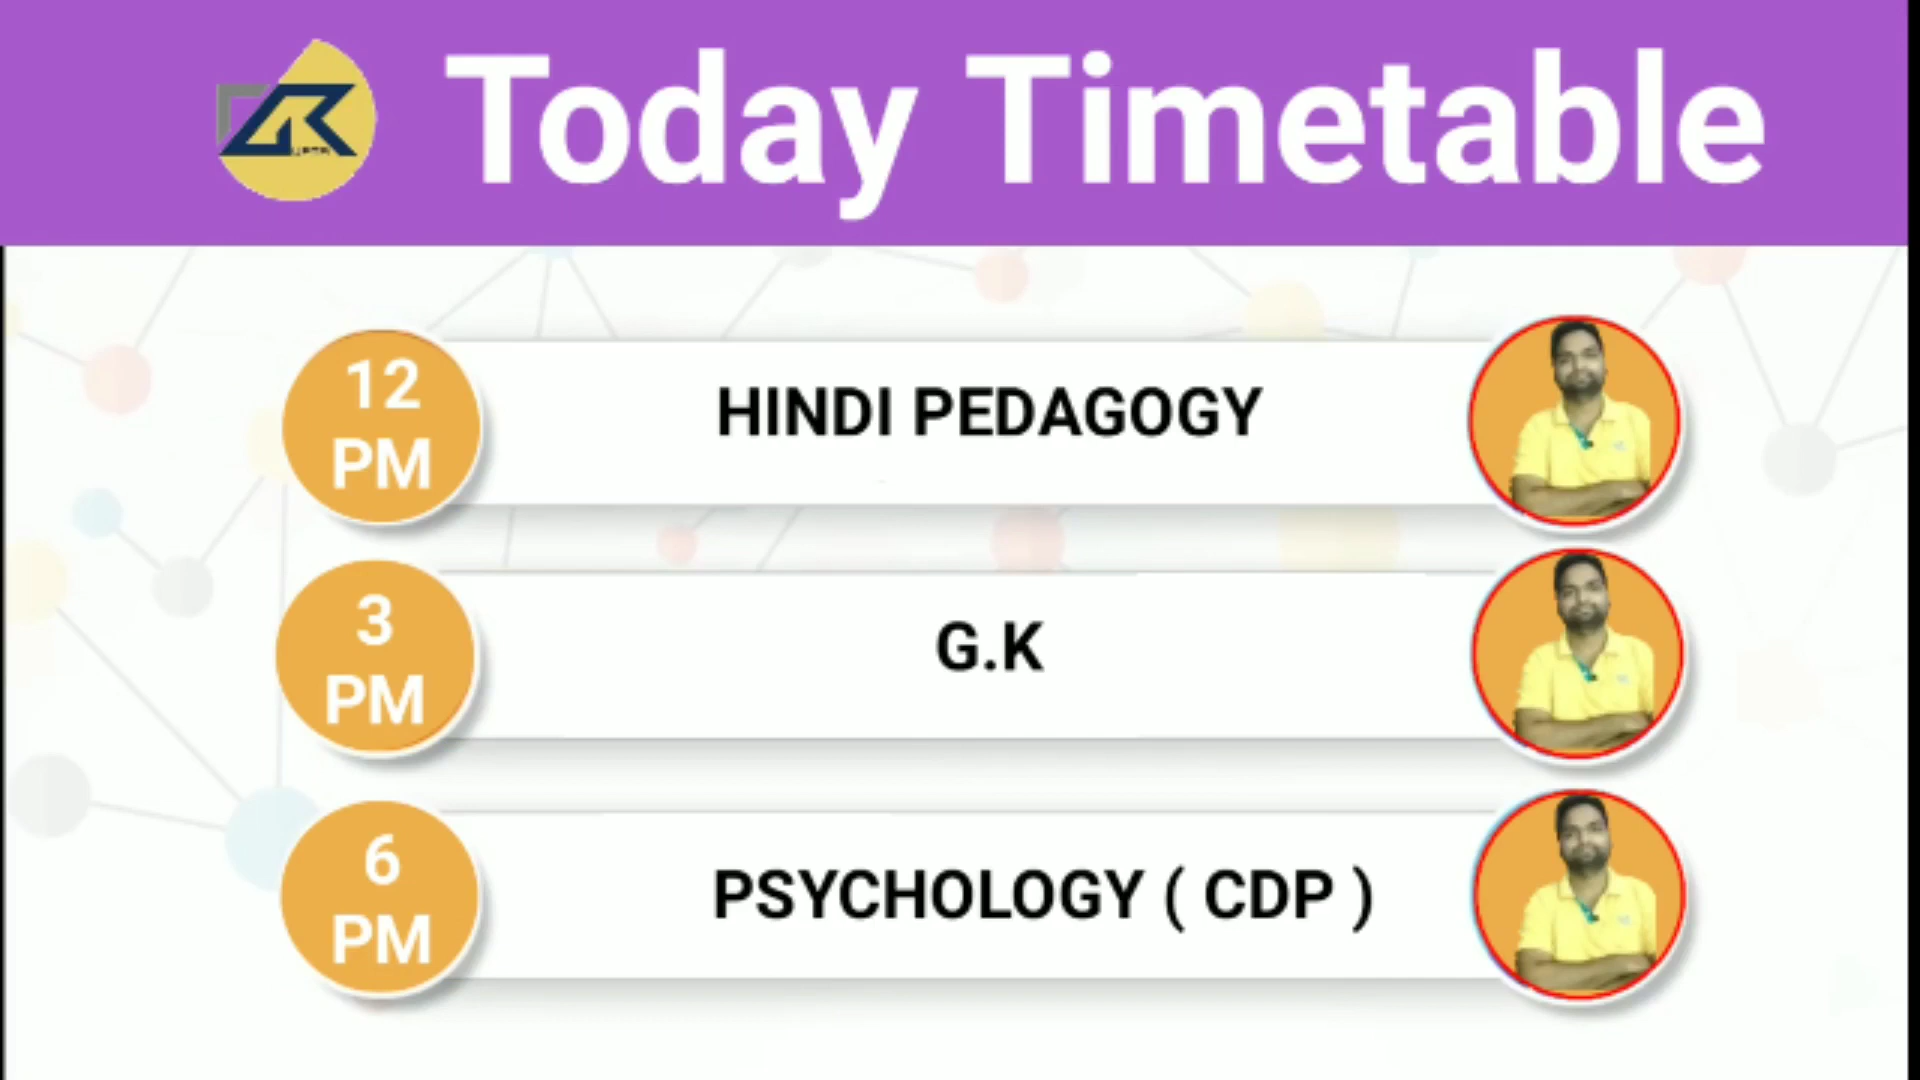 Today Timetable
12
PM
HINDI PEDAGOGY
3
PM
G.K
6
PM
PSYCHOLOGY ( CDP )